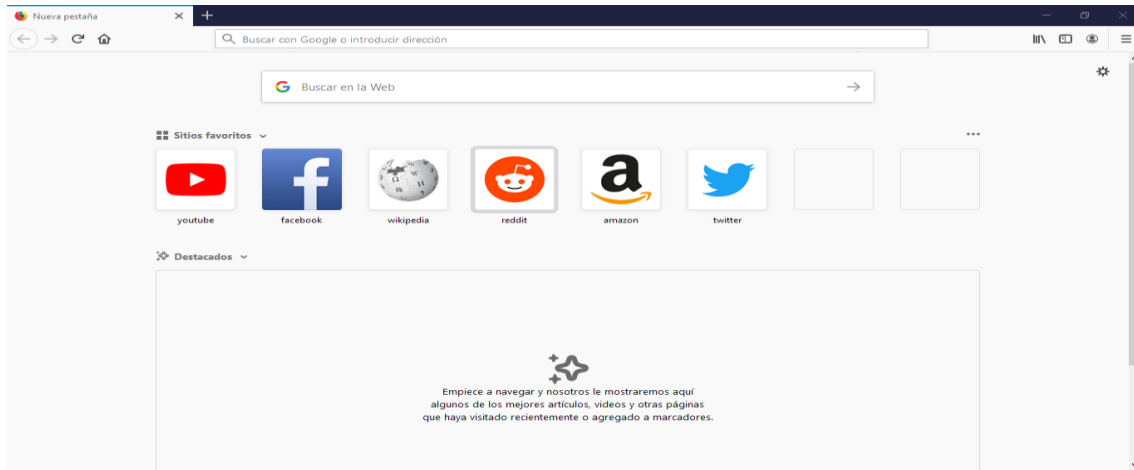 Nueva pestaña
Buscar con Google o introducir dirección
Buscar en la Web
Sitios favoritos
youtube facebook wikipedia reddit amazon twitter
Destacados
Empiece a navegar y nosotros le mostraremos aquí
algunos de los mejores artículos, videos y otras páginas
que haya visitado recientemente o agregado a marcadores.